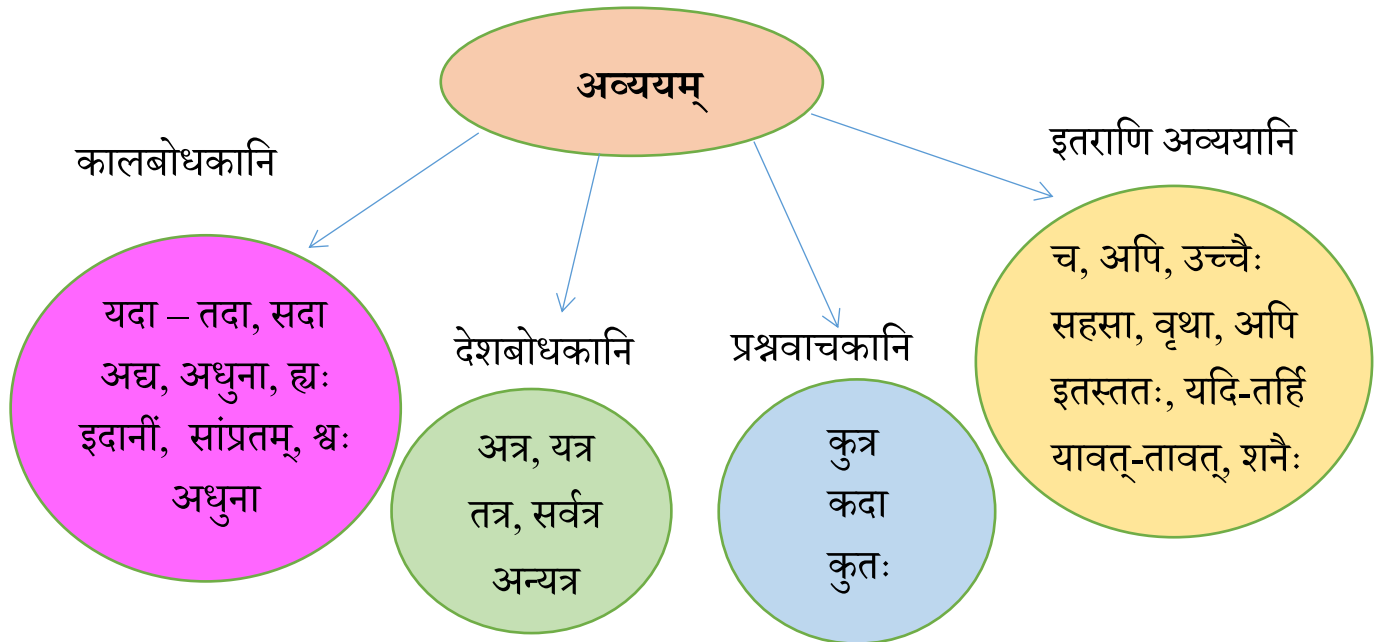 अव्ययम्
कालबोधकानि
यदा – तदा, सदा
अद्य, अधुना, ह्यः
इदानीं, सांप्रतम्, श्वः
अधुना
देशबोधकानि
अत्र, यत्र
तत्र, सर्वत्र
अन्यत्र
प्रश्नवाचकानि
कुत्र
कदा
कुतः
इतराणि अव्ययानि
च, अपि, उच्चैः
सहसा, वृथा, अपि
इतस्ततः, यदि-तर्हि
यावत्-तावत्, शनैः